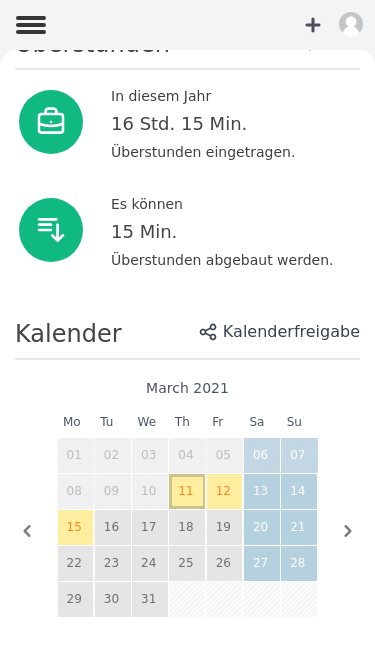 Überstunden
In diesem Jahr
16 Std. 15 Min.
Überstunden eingetragen.
Es können
15 Min.
Überstunden abgebaut werden.
Kalender
Kalenderfreigabe
March 2021
Mo Tu We Th Fr Sa Su
01 02 03 04 05 06 07
08 09 10 11 12 13 14
15 16 17 18 19 20 21
22 23 24 25 26 27 28
29 30 31